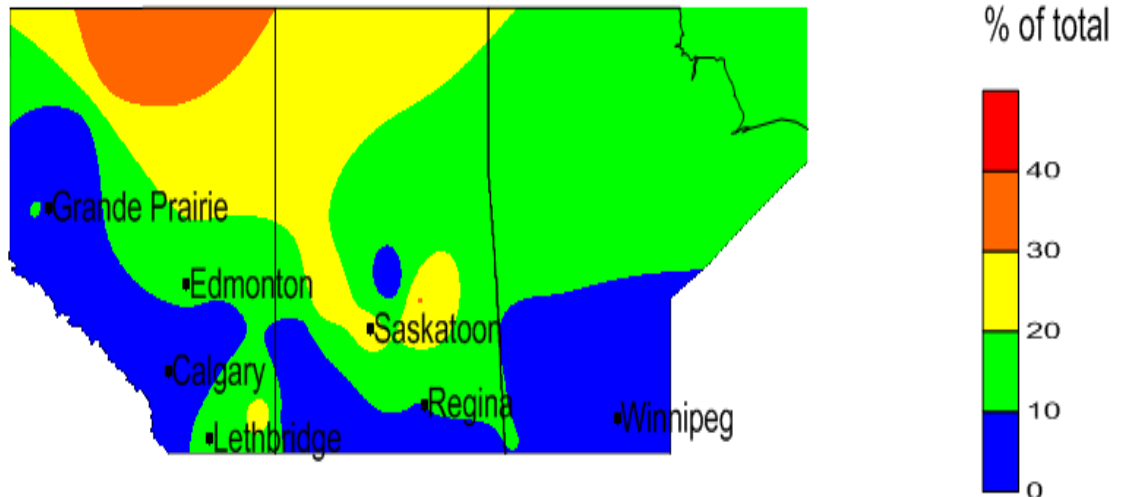 % of total
40
30
20
10
0
Grande Prairie
Edmonton
Saskatoon
Calgary
Regina
Winnipeg
Lethbridge